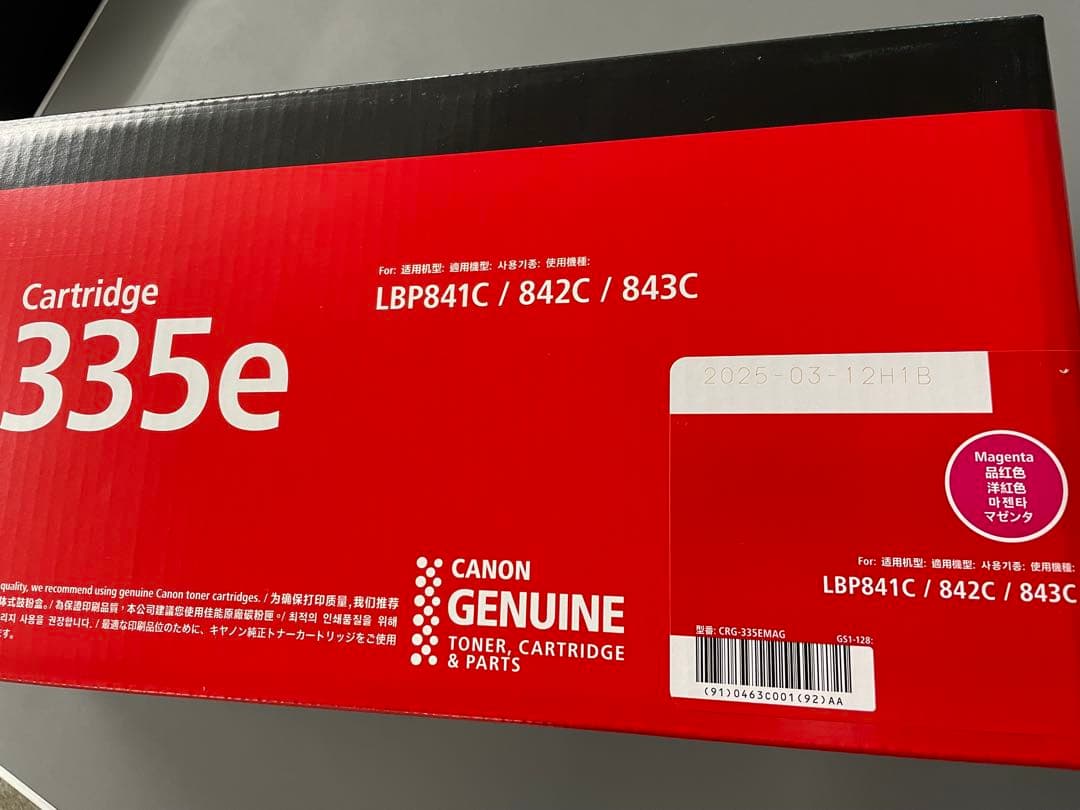 Cartridge
335e
For: 适用机型: 適用機型: 사용기종: 使用機種:
LBP841C / 842C / 843C
2025-03-12H1B
Magenta
品红色
洋紅色
마젠타
マゼンタ
For: 适用机型: 適用機型: 사용기종: 使用機種:
LBP841C / 842C / 843C
quality, we recommend using genuine Canon toner cartridges. / 为确保打印质量,我们推荐
体式鼓粉盒。/ 為保證印刷品質,本公司建議您使用佳能原廠碳粉匣。/ 최적의 인쇄품질을 위해
리지 사용을 권장합니다. / 最適な印刷品位のために、キヤノン純正トナーカートリッジをご使用
す。
CANON
GENUINE
TONER, CARTRIDGE
& PARTS
型番: CRG-335EMAG
GS1-128:
(91)0463C001(92)AA